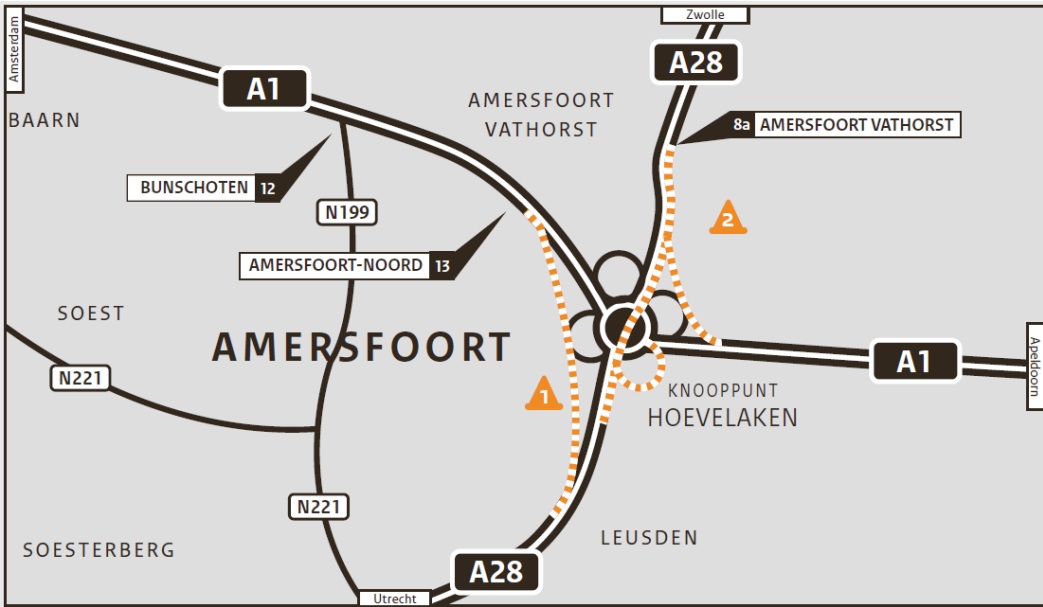 Amsterdam
Zwolle
A1
A28
AMERSFOORT
VATHORST
BAARN
8a AMERSFOORT VATHORST
BUNSCHOTEN 12
N199
2
AMERSFOORT-NOORD 13
SOEST
AMERSFOORT
Apeldoorn
A1
N221
1
KNOOPPUNT
HOEVELAKEN
N221
LEUSDEN
SOESTERBERG
A28
Utrecht